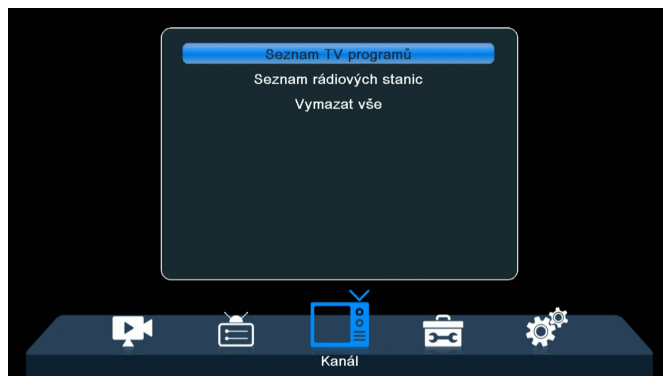 Seznam TV programů
Seznam rádiových stanic
Vymazat vše
Kanál